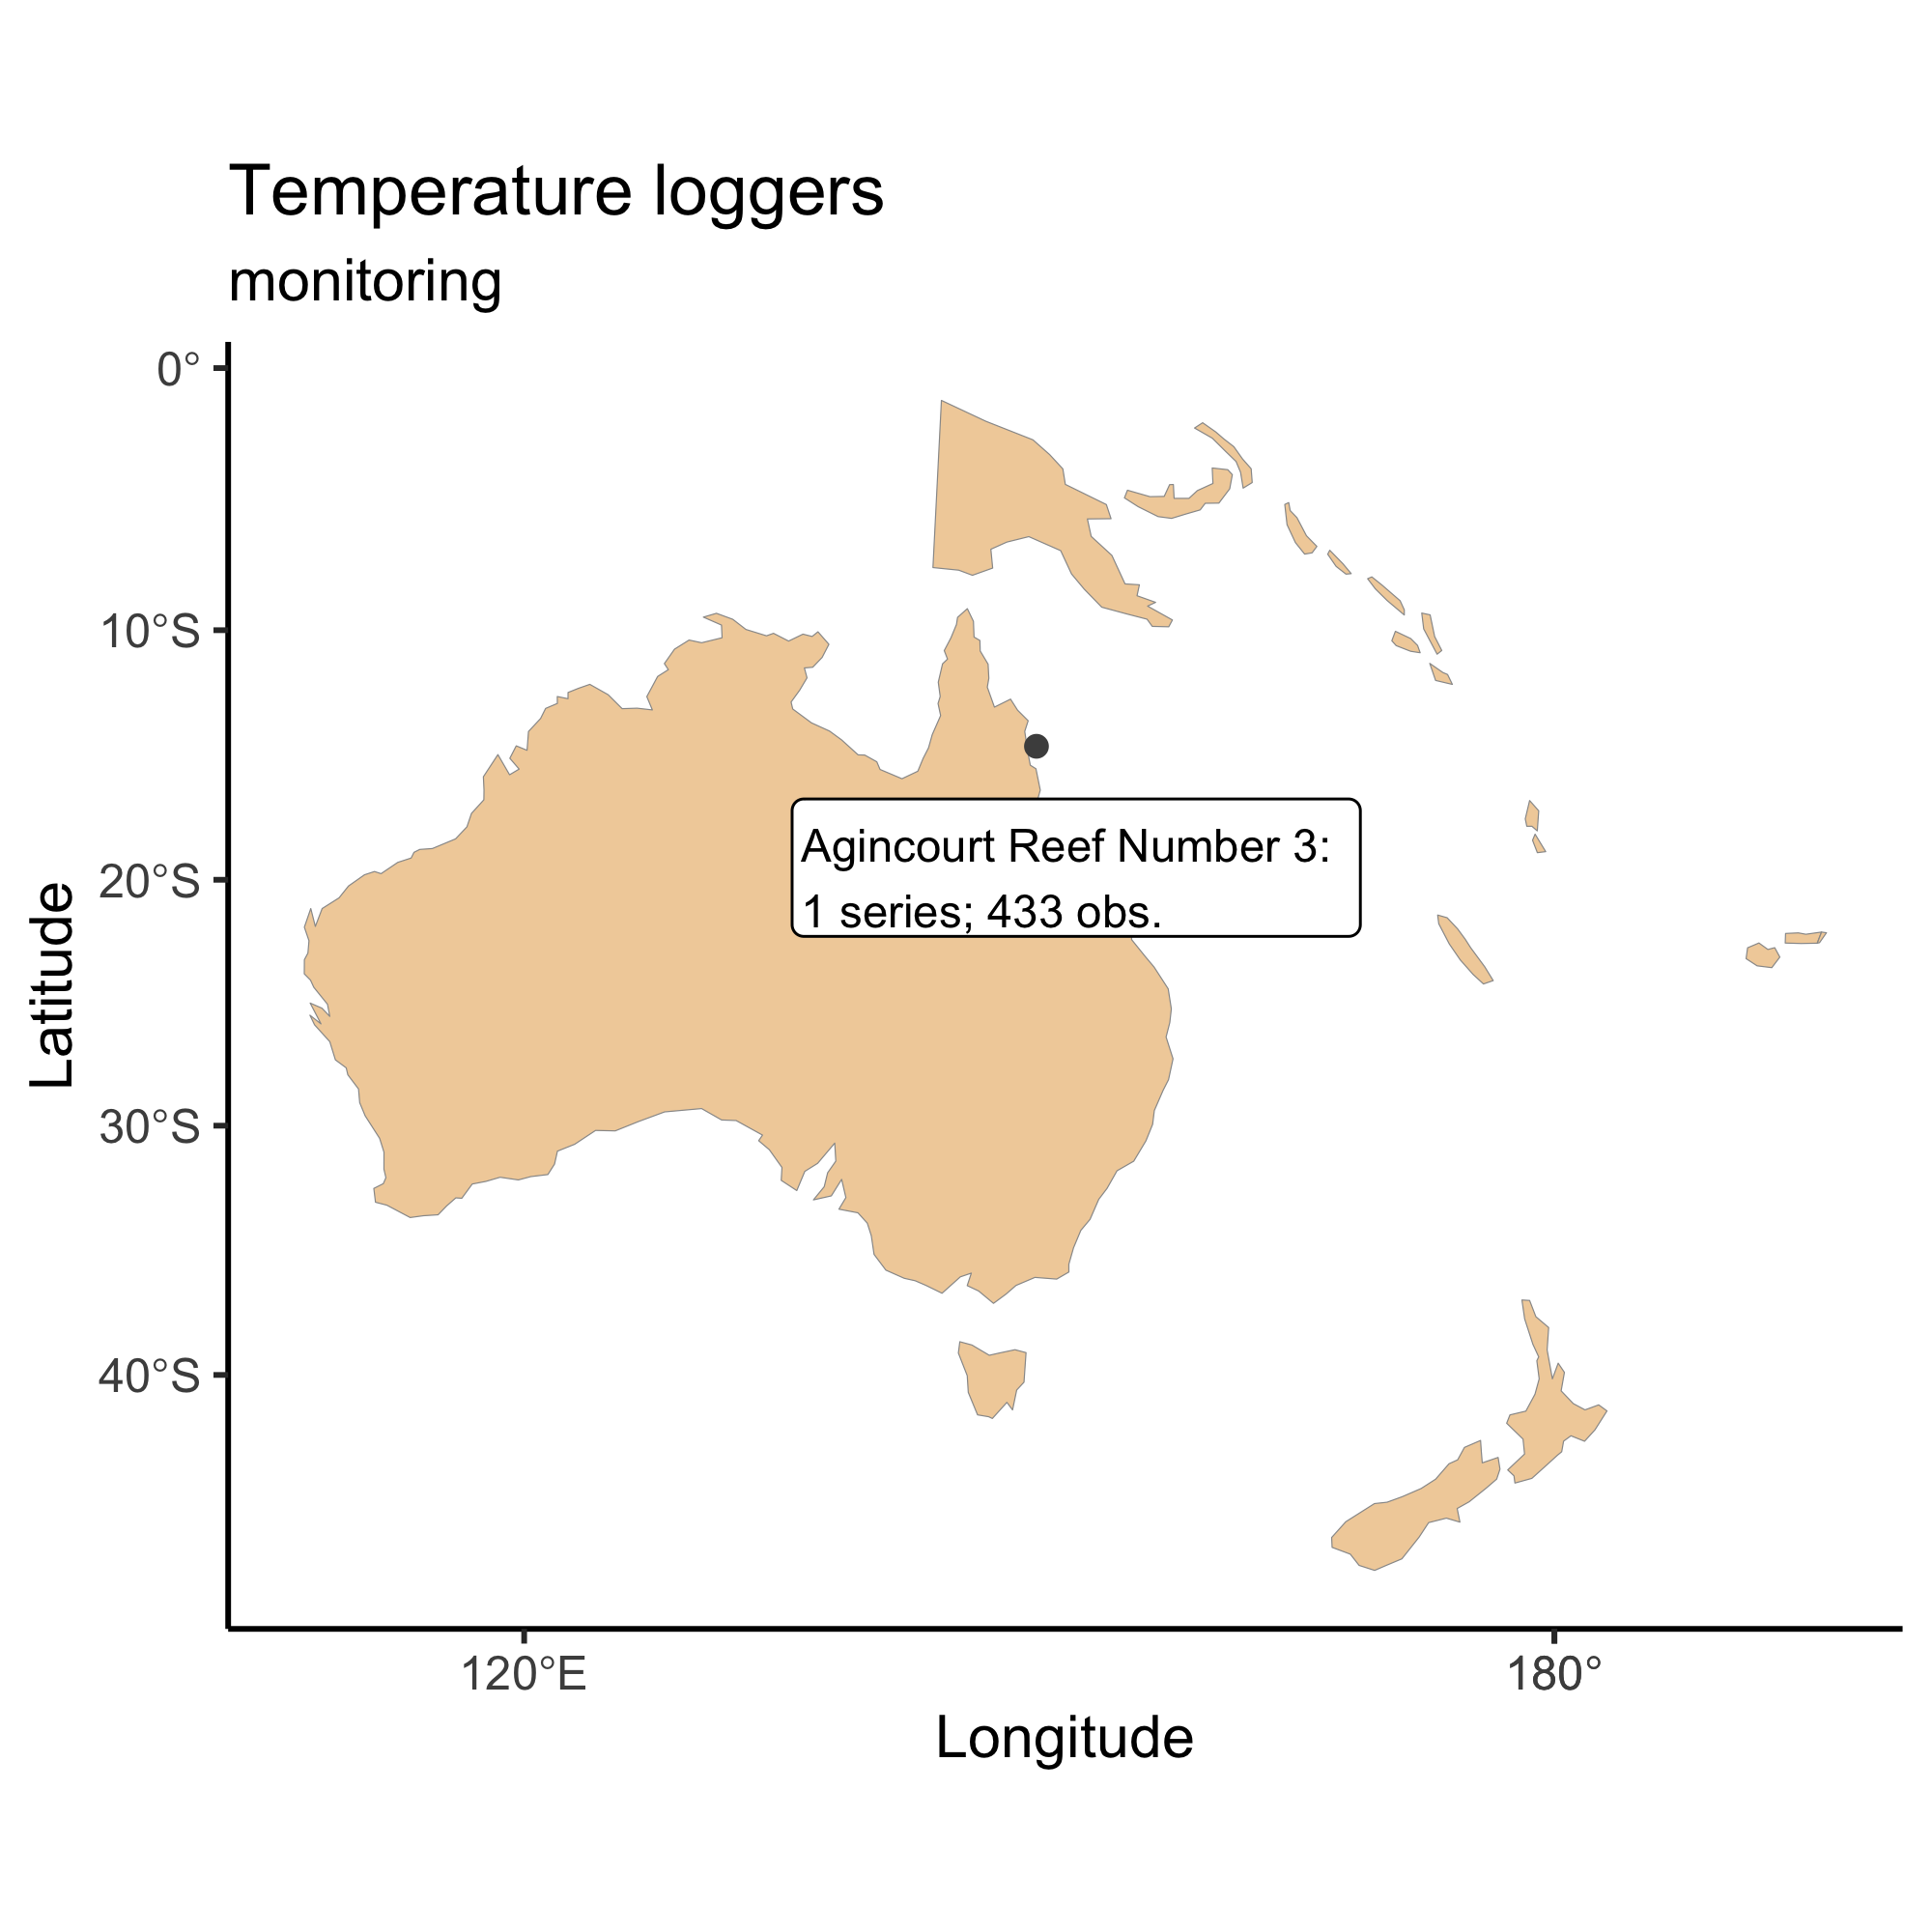 Temperature loggers
monitoring
0°
10°S
20°S
30°S
40°S
Latitude
Agincourt Reef Number 3:
1 series; 433 obs.
120°E
180°
Longitude